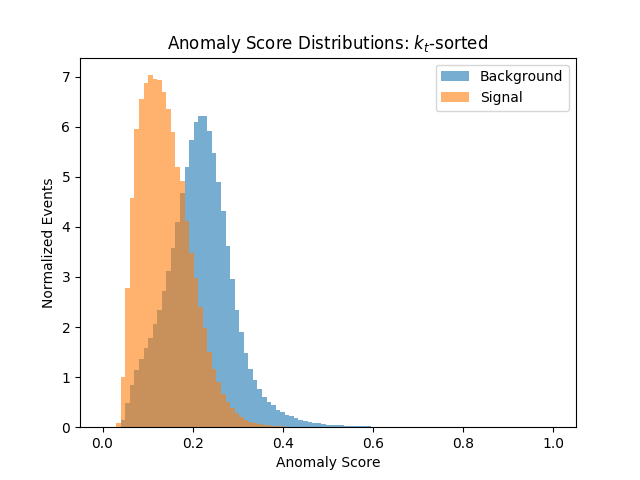 Anomaly Score Distributions: $k_t$-sorted
Background
Signal
Normalized Events
7
6
5
4
3
2
1
0
0.0 0.2 0.4 0.6 0.8 1.0
Anomaly Score